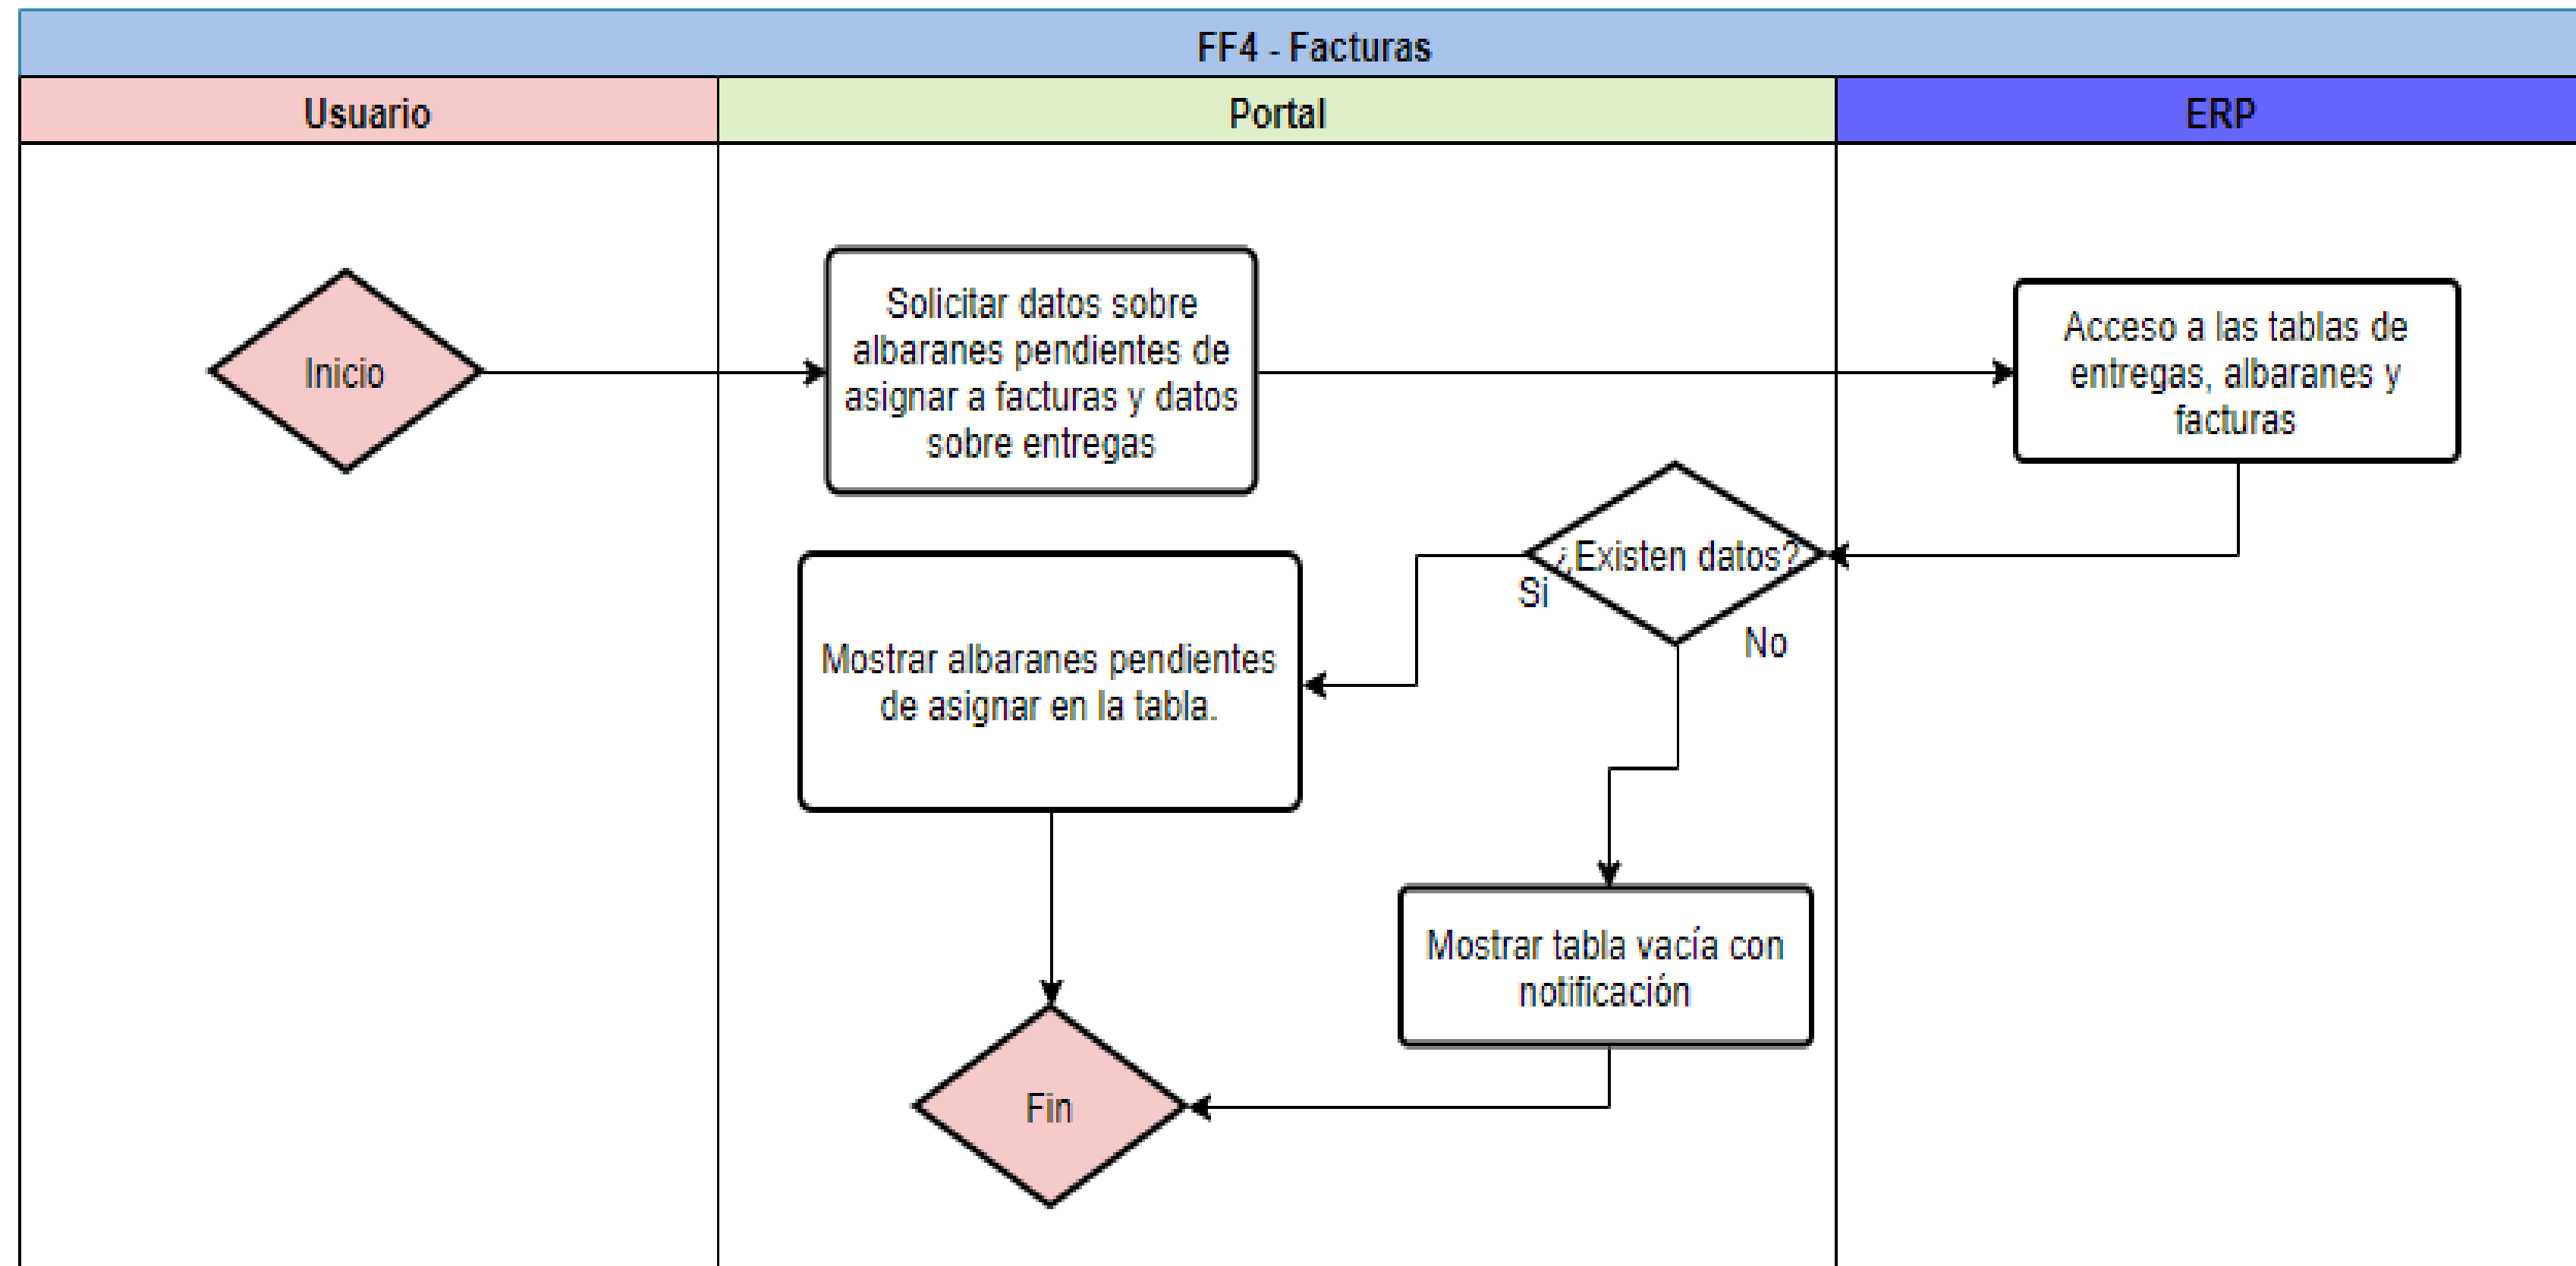 FF4 - Facturas
Usuario
Portal
ERP
Inicio
Solicitar datos sobre
albaranes pendientes de
asignar a facturas y datos
sobre entregas
Acceso a las tablas de
entregas, albaranes y
facturas
¿Existen datos?
Si
No
Mostrar albaranes pendientes
de asignar en la tabla.
Mostrar tabla vacía con
notificación
Fin